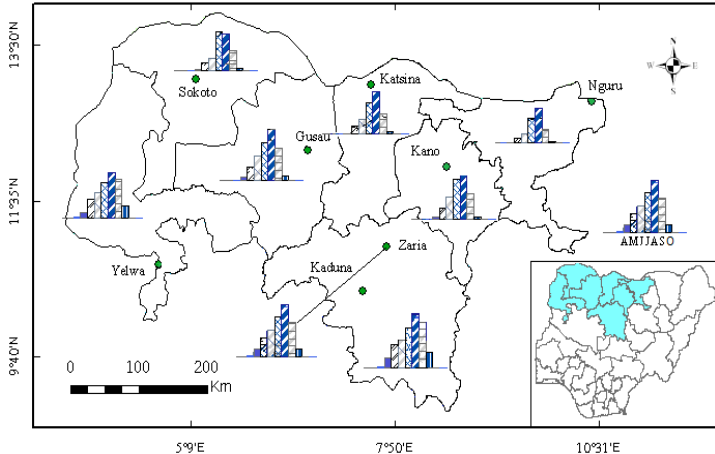 13°30'N
11°35'N
9°40'N
Sokoto
Katsina
Nguru
N
W
E
S
Gusau
Kano
AMJJASO
Yelwa
Zaria
Kaduna
0 100 200
Km
5°9'E 7°50'E 10°31'E